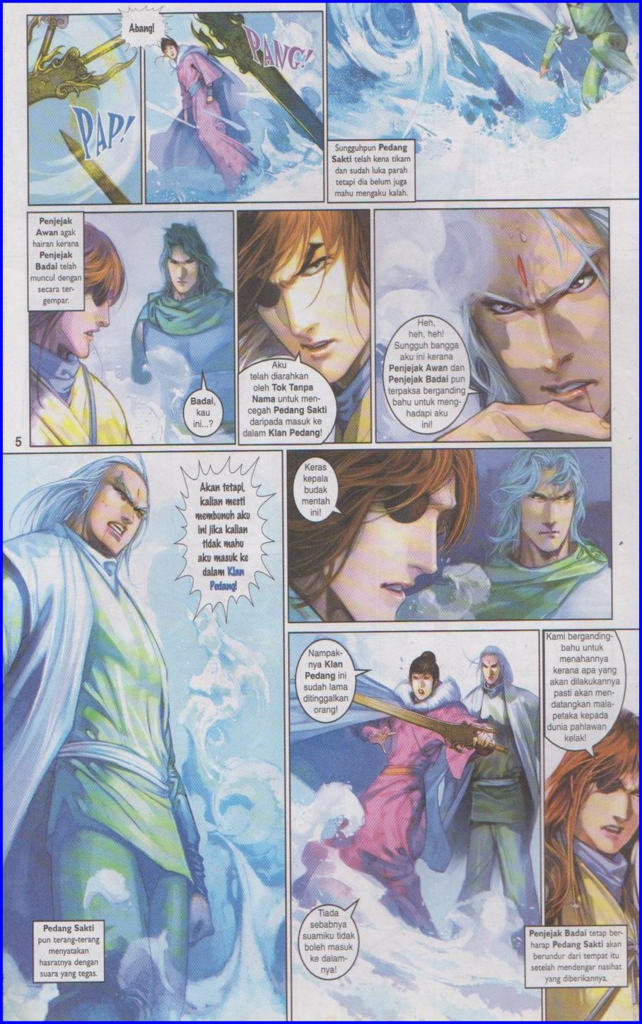 Abang!
PAP!
PANG!
Sungguhpun Pedang
Sakti telah kena tikam
dan sudah luka parah
tetapi dia belum juga
mahu mengaku kalah.
Penjejak
Awan agak
hairan kerana
Penjejak
Badai telah
muncul dengan
secara ter-
gempar.
Badai,
kau
ini...?
Aku
telah diarahkan
oleh Tok Tanpa
Nama untuk men-
cegah Pedang Sakti
daripada masuk ke
dalam Klan Pedang!
Heh,
heh, heh!
Sungguh bangga
aku ini kerana
Penjejak Awan dan
Penjejak Badai pun
terpaksa berganding
bahu untuk meng-
hadapi aku
ini!
5
Akan tetapi,
kalian mesti
membunuh aku
ini jika kalian
tidak mahu
aku masuk ke
dalam Klan
Pedang!
Pedang Sakti
pun terang-terang
menyatakan
hasratnya dengan
suara yang tegas.
Keras
kepala
budak
mentah
ini!
Nampak-
nya Klan
Pedang ini
sudah lama
ditinggalkan
orang!
Tiada
sebabnya
suamiku tidak
boleh masuk
ke dalam-
nya!
Kami berganding-
bahu untuk
menahannya
kerana apa yang
akan dilakukannya
pasti akan men-
datangkan mala-
petaka kepada
dunia pahlawan
kelak!
Penjejak Badai tetap ber-
harap Pedang Sakti akan
berundur dari tempat itu
setelah mendengar nasihat
yang diberikannya.